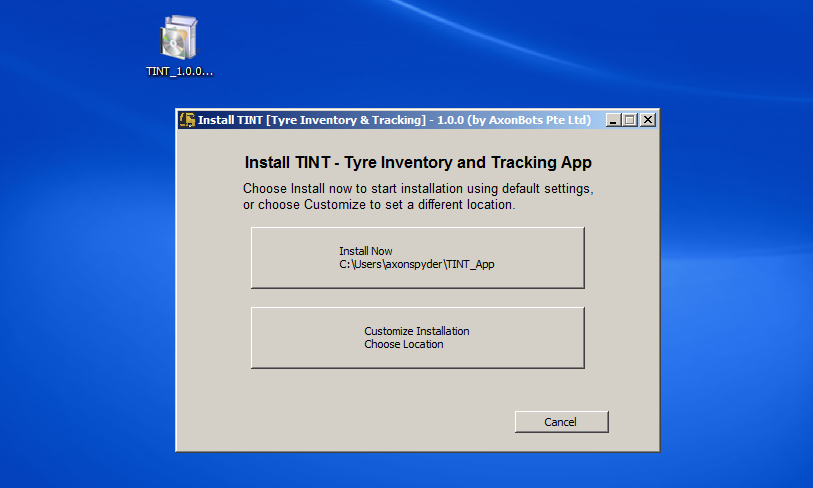 TINT_1.0.0...
Install TINT [Tyre Inventory & Tracking] - 1.0.0 (by AxonBots Pte Ltd)
Install TINT - Tyre Inventory and Tracking App
Choose Install now to start installation using default settings,
or choose Customize to set a different location.
Install Now
C:\Users\axonspyder\TINT_App
Customize Installation
Choose Location
Cancel